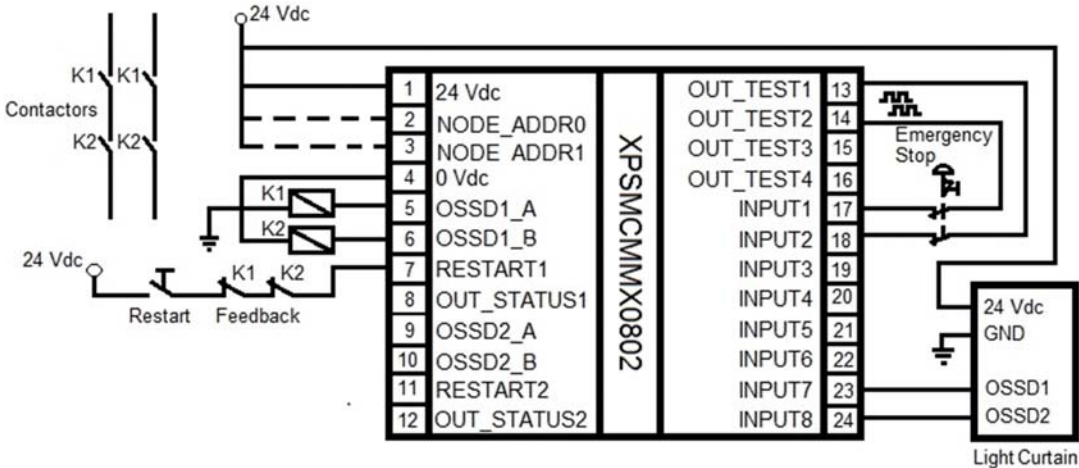 24 Vdc
K1 K1
Contactors
K2 K2
K1
K2
24 Vdc
K1 K2
Restart Feedback
1 24 Vdc
2 NODE_ADDR0
3 NODE ADDR1
4 0 Vdc
5 OSSD1_A
6 OSSD1_B
7 RESTART1
8 OUT_STATUS1
9 OSSD2_A
10 OSSD2_B
11 RESTART2
12 OUT_STATUS2
XPSMCMMX0802
OUT_TEST1 13
OUT_TEST2 14
OUT_TEST3 15
OUT_TEST4 16
INPUT1 17
INPUT2 18
INPUT3 19
INPUT4 20
INPUT5 21
INPUT6 22
INPUT7 23
INPUT8 24
Emergency
Stop
24 Vdc
GND
OSSD1
OSSD2
Light Curtain